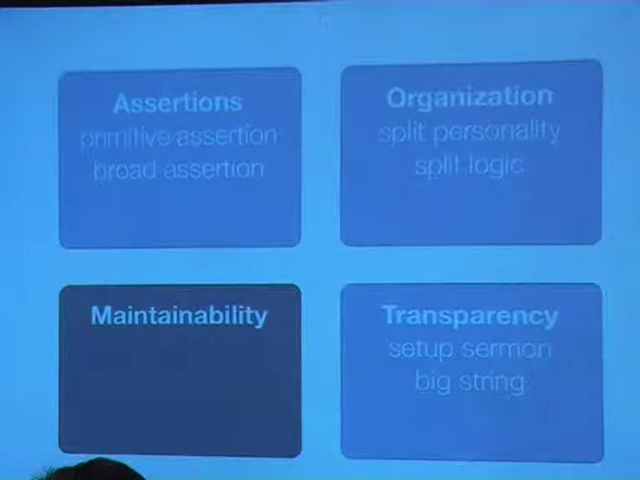 Assertions
primitive assertion
broad assertion
Organization
split personality
split logic
Maintainability
Transparency
setup sermon
big string